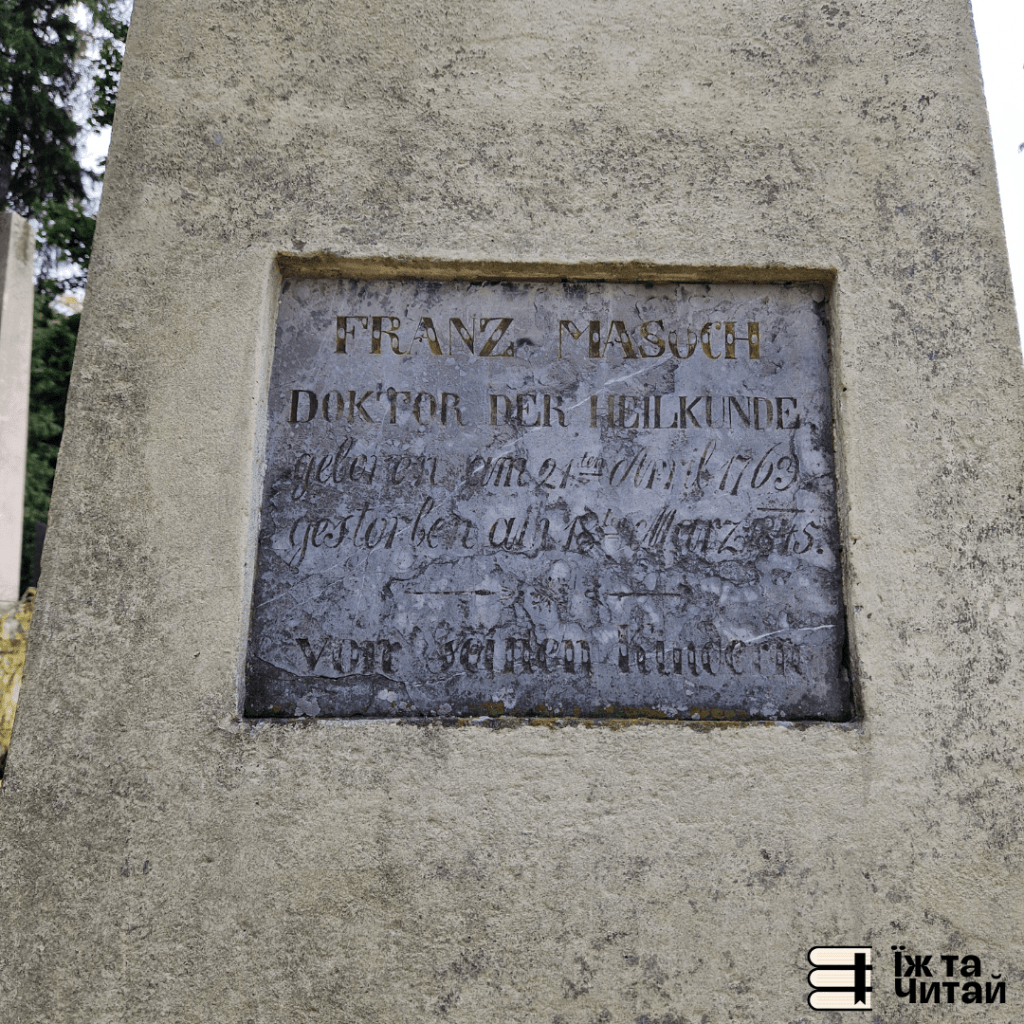 FRANZ MASOCH
DOKTOR DER HEILKUNDE
geboren am 21ten April 1763
gestorben am 18te März 1845.
von seinen Kindern
Їж та
Читай